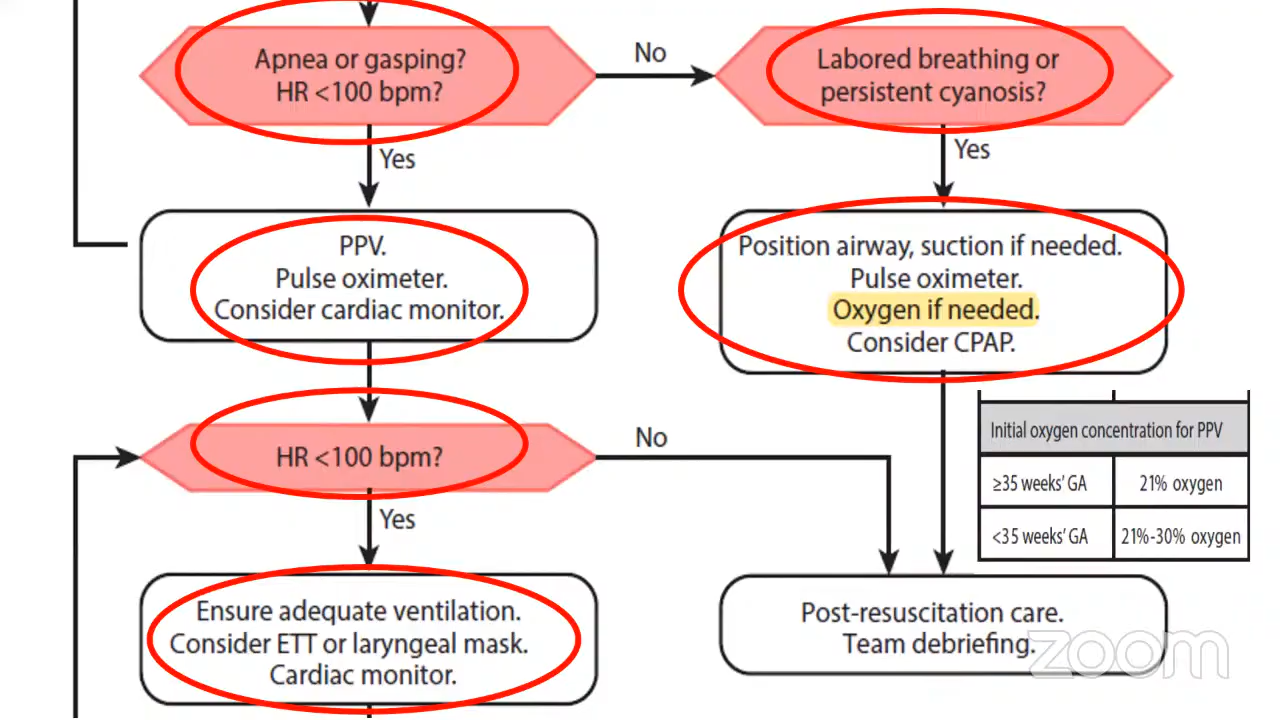 Apnea or gasping?
HR <100 bpm?
No
Labored breathing or
persistent cyanosis?
Yes
Yes
PPV.
Pulse oximeter.
Consider cardiac monitor.
Position airway, suction if needed.
Pulse oximeter.
Oxygen if needed.
Consider CPAP.
HR <100 bpm?
No
Initial oxygen concentration for PPV
≥35 weeks' GA 21% oxygen
<35 weeks' GA 21%-30% oxygen
Yes
Ensure adequate ventilation.
Consider ETT or laryngeal mask.
Cardiac monitor.
Post-resuscitation care.
Team debriefing.
zoom